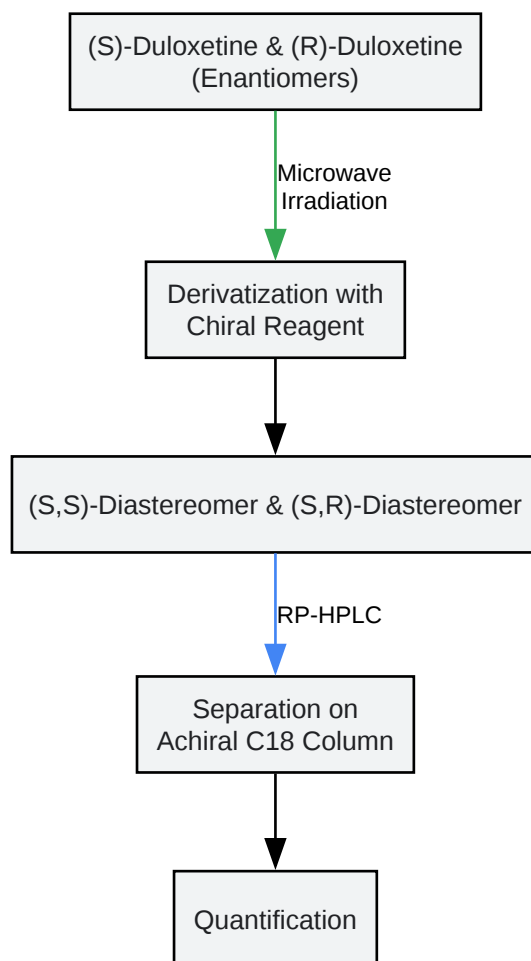 (S)-Duloxetine & (R)-Duloxetine
(Enantiomers)
Microwave
Irradiation
Derivatization with
Chiral Reagent
(S,S)-Diastereomer & (S,R)-Diastereomer
RP-HPLC
Separation on
Achiral C18 Column
Quantification